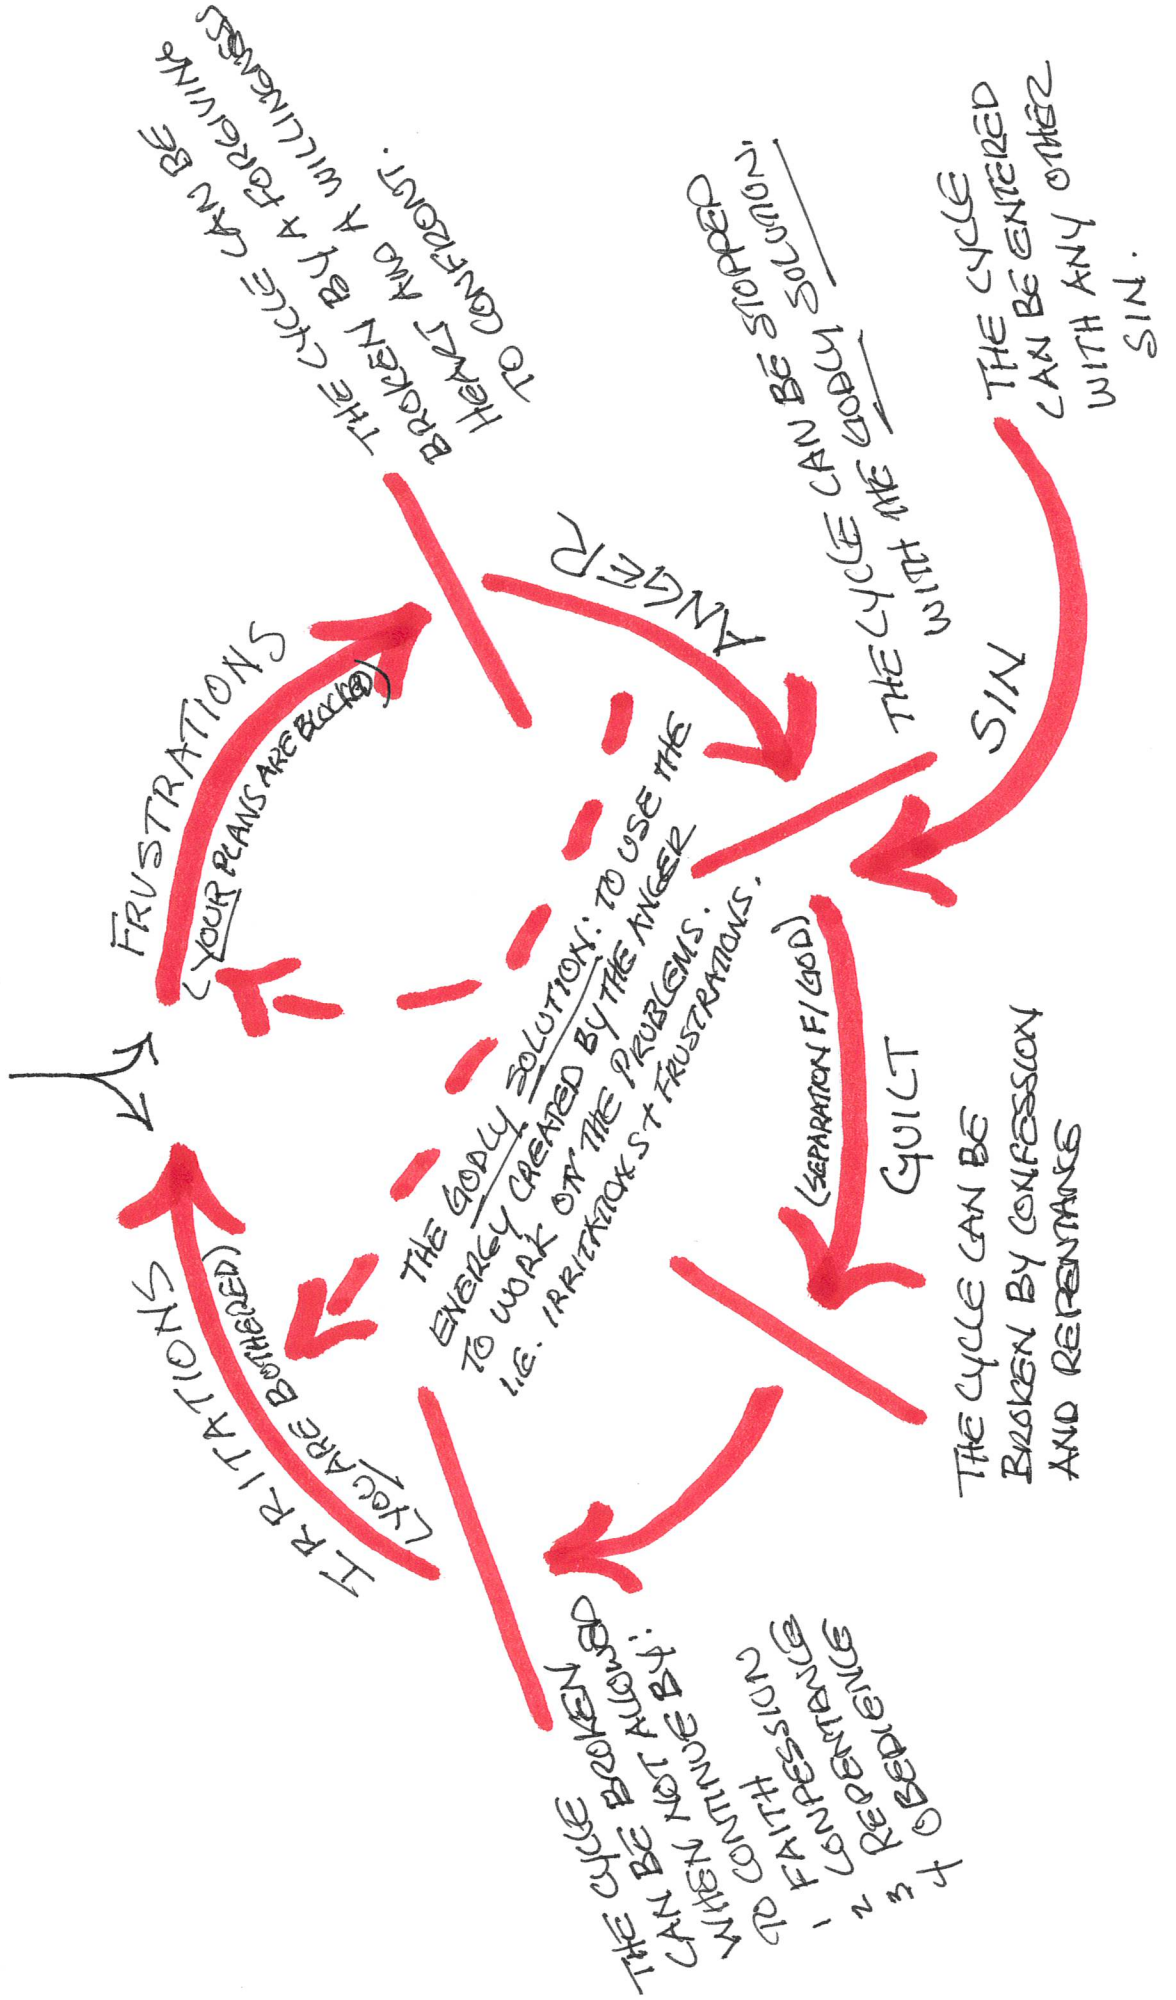 IRRITATIONS
(YOU ARE BOTHERED)
FRUSTRATIONS
(YOUR PLANS ARE BLOCKED)
THE CYCLE CAN BE
BROKEN BY A FORGIVING
HEART AND A WILLINGNESS
TO CONFRONT.
ANGER
THE CYCLE CAN BE STOPPED
WITH THE GODLY SOLUTION.
SIN
THE CYCLE
CAN BE ENTERED
WITH ANY OTHER
SIN.
THE GODLY SOLUTION: TO USE THE
ENERGY CREATED BY THE ANGER
TO WORK ON THE PROBLEMS.
I.E. IRRITATIONS + FRUSTRATIONS.
(SEPARATION F/GOD)
GUILT
THE CYCLE CAN BE
BROKEN BY CONFESSION
AND REPENTANCE
THE CYCLE
CAN BE BROKEN
WHEN NOT ALLOWED
TO CONTINUE BY:
1 FAITH
2 CONFESSION
3 REPENTANCE
4 OBEDIENCE